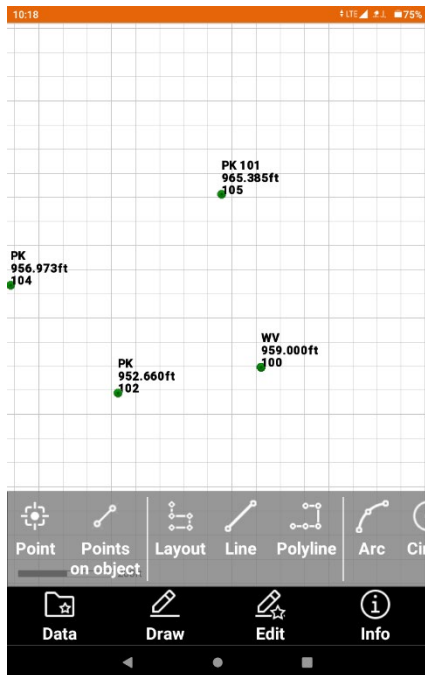 10:18
LTE
75%
PK 101
965.385ft
105
PK
956.973ft
104
WV
959.000ft
100
PK
952.660ft
102
Point
Points on object
Layout
Line
Polyline
Arc
Data
Draw
Edit
Info